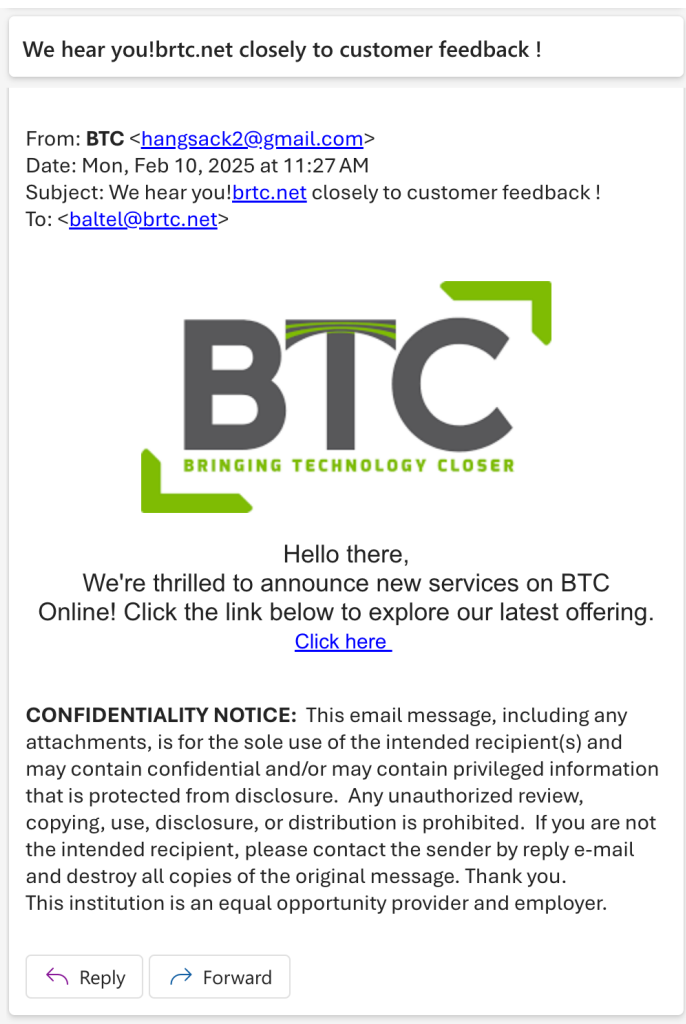 We hear you!brtc.net closely to customer feedback !
From: BTC <hangsack2@gmail.com>
Date: Mon, Feb 10, 2025 at 11:27 AM
Subject: We hear you!brtc.net closely to customer feedback !
To: <baltel@brtc.net>
BTC
BRINGING TECHNOLOGY CLOSER
Hello there,
We're thrilled to announce new services on BTC
Online! Click the link below to explore our latest offering.
Click here
CONFIDENTIALITY NOTICE: This email message, including any
attachments, is for the sole use of the intended recipient(s) and
may contain confidential and/or may contain privileged information
that is protected from disclosure. Any unauthorized review,
copying, use, disclosure, or distribution is prohibited. If you are not
the intended recipient, please contact the sender by reply e-mail
and destroy all copies of the original message. Thank you.
This institution is an equal opportunity provider and employer.
Reply Forward